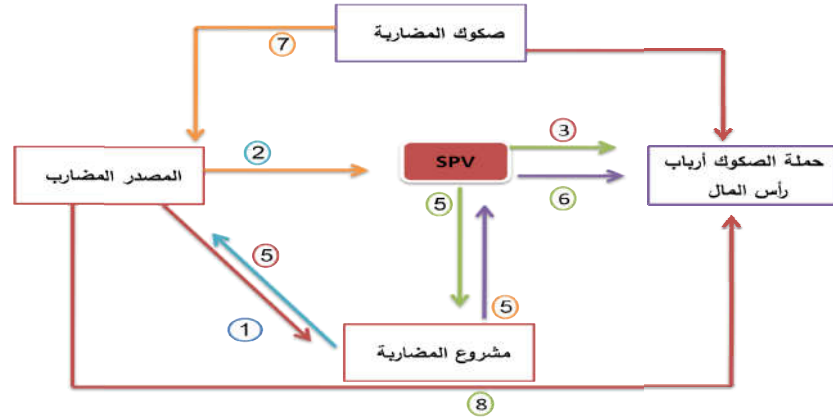 صكوك المضاربة
7
2
3
المصدر المضارب
SPV
حملة الصكوك أرباب
رأس المال
6
5
5
1
5
مشروع المضاربة
8